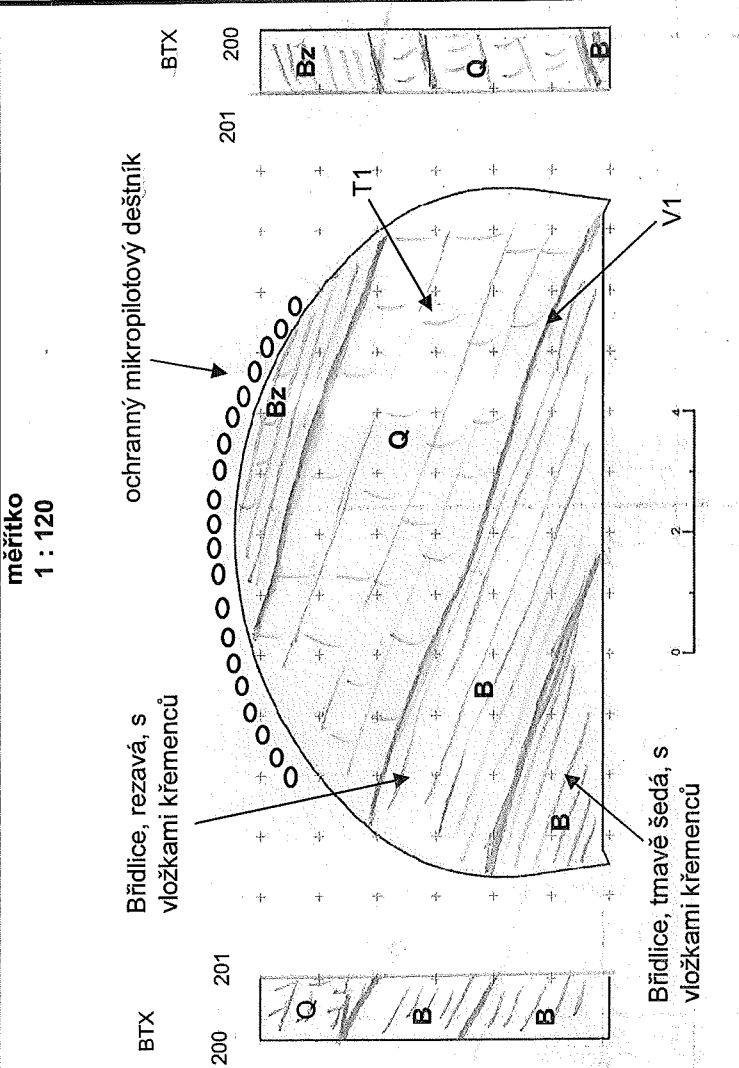 měřítko
1 : 120
BTX
200
201
ochranný mikropilotový deštník
Bz
Q
B
T1
Bz
Q
V1
Břidlice, rezavá, s
vložkami křemenců
B
B
0
2
4
Břidlice, tmavě šedá, s
vložkami křemenců
BTX
200
201
Q
B
B